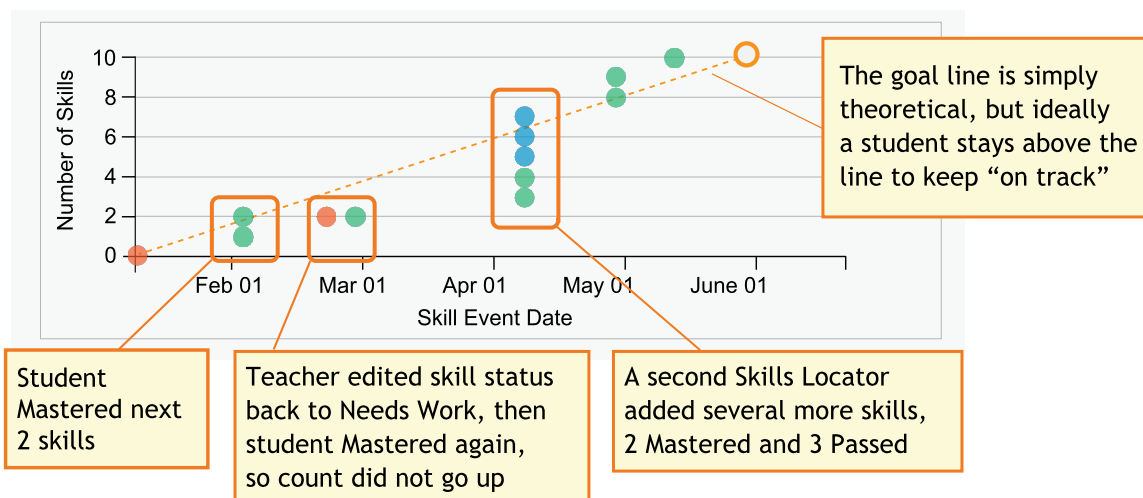 Number of Skills
10
8
6
4
2
0
Feb 01
Mar 01
Apr 01
May 01
June 01
Skill Event Date
The goal line is simply
theoretical, but ideally
a student stays above the
line to keep “on track”
Student
Mastered next
2 skills
Teacher edited skill status
back to Needs Work, then
student Mastered again,
so count did not go up
A second Skills Locator
added several more skills,
2 Mastered and 3 Passed